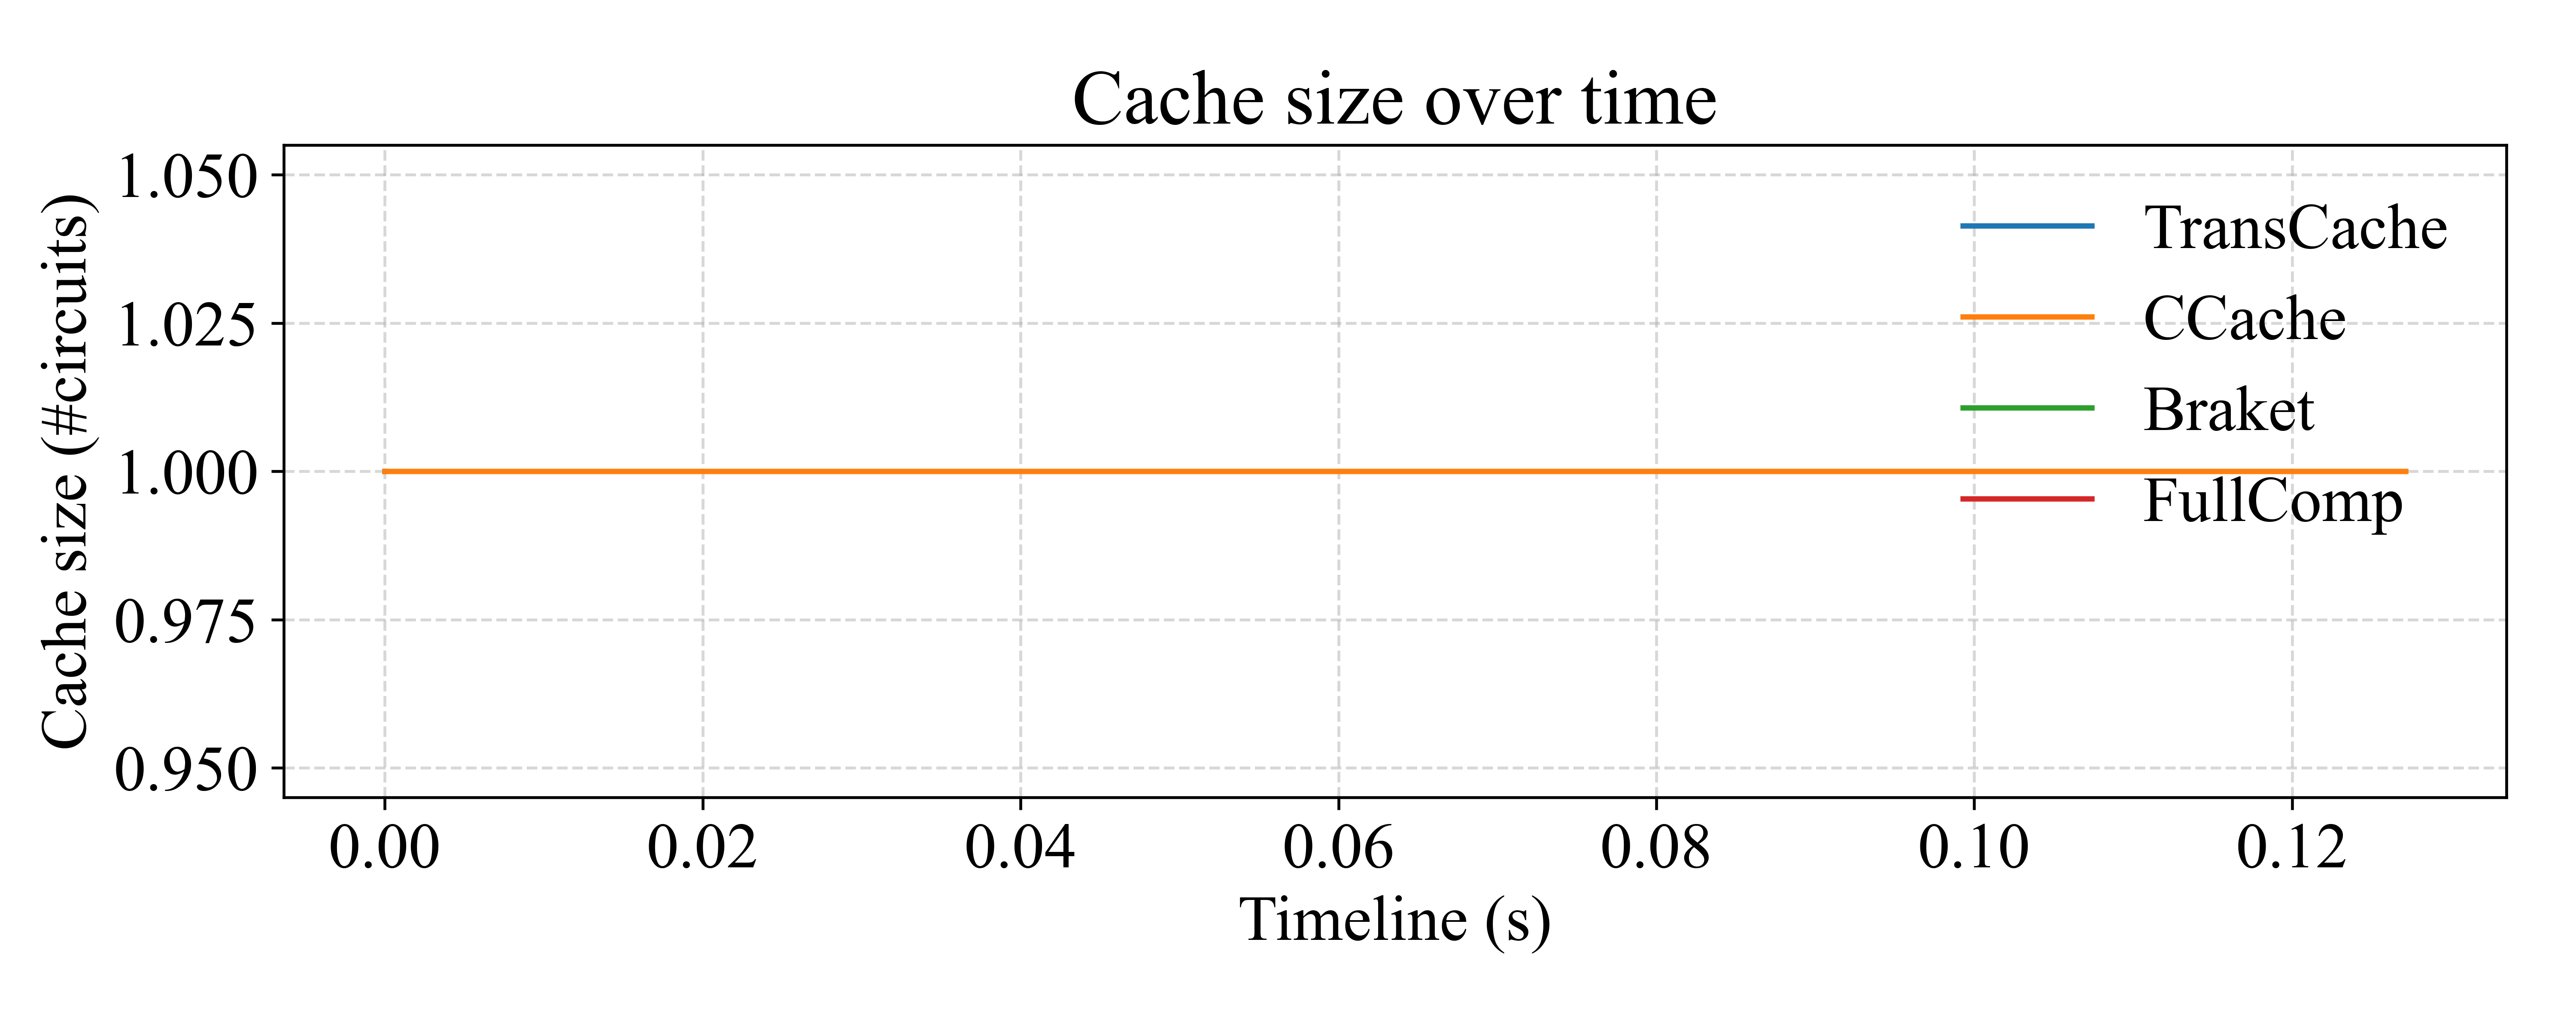 Cache size over time
Cache size (#circuits)
1.050
1.025
1.000
0.975
0.950
TransCache
CCache
Braket
FullComp
0.00 0.02 0.04 0.06 0.08 0.10 0.12
Timeline (s)